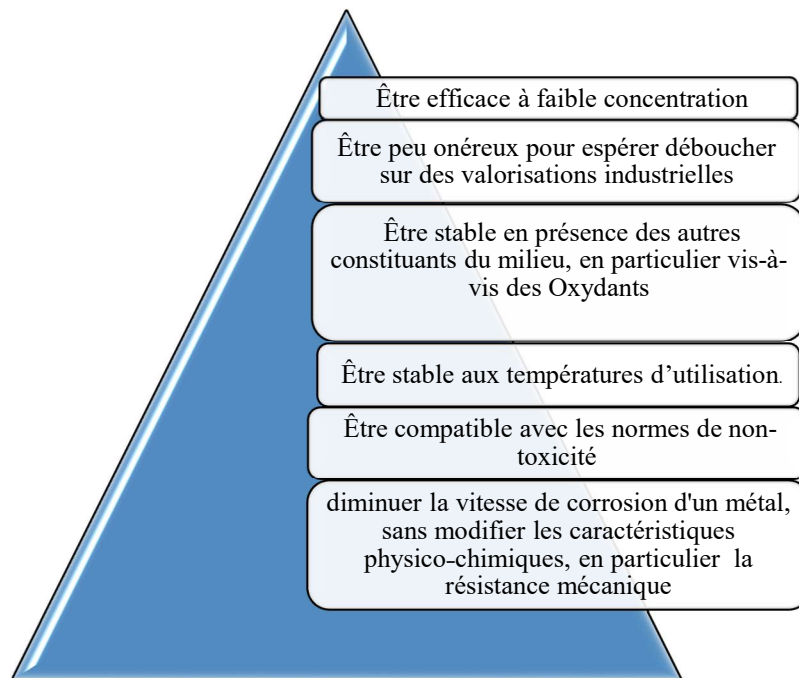 Être efficace à faible concentration
Être peu onéreux pour espérer déboucher
sur des valorisations industrielles
Être stable en présence des autres
constituants du milieu, en particulier vis-à-
vis des Oxydants
Être stable aux températures d’utilisation.
Être compatible avec les normes de non-
toxicité
diminuer la vitesse de corrosion d'un métal,
sans modifier les caractéristiques
physico-chimiques, en particulier la
résistance mécanique